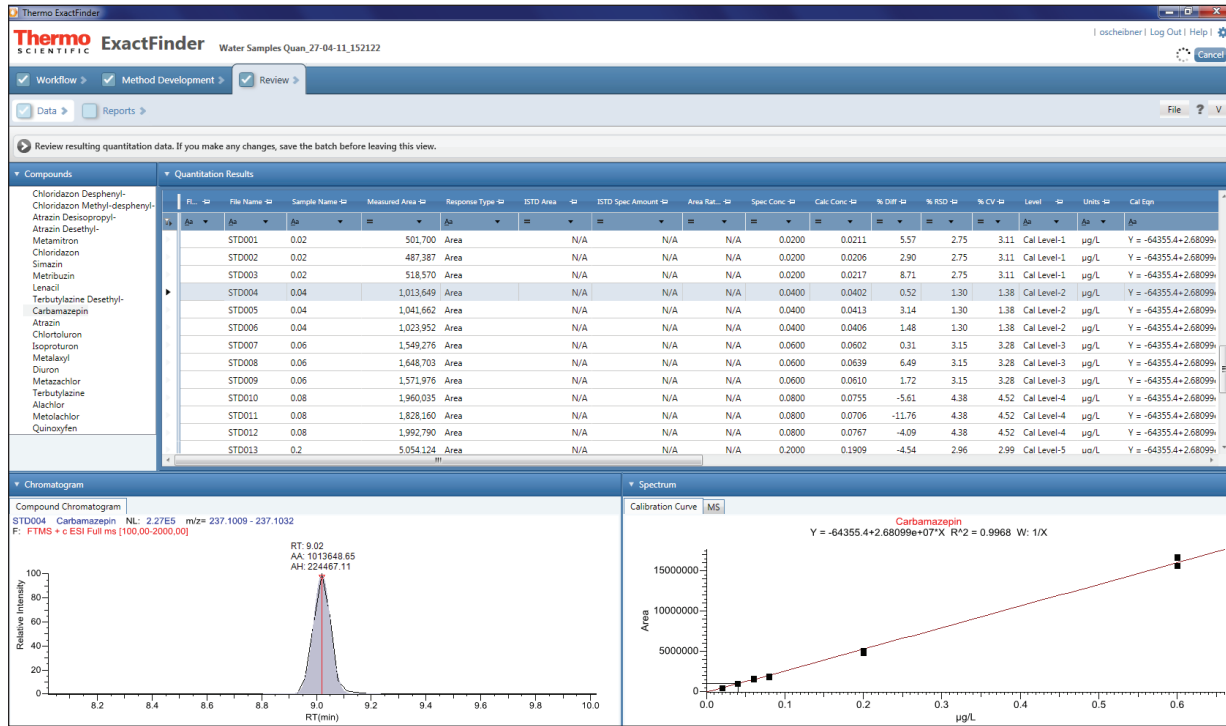 Thermo ExactFinder
Thermo SCIENTIFIC ExactFinder Water Samples Quan_27-04-11_152122
| oscheibner | Log Out | Help |
Cancel
Workflow Method Development Review
Data Reports File ? V
Review resulting quantitation data. If you make any changes, save the batch before leaving this view.
Compounds
Chloridazon Desphenyl-
Chloridazon Methyl-desphenyl-
Atrazin Desisopropyl-
Atrazin Desethyl-
Metamitron
Chloridazon
Simazin
Metribuzin
Lenacil
Terbutylazine Desethyl-
Carbamazepin
Atrazin
Chlortoluron
Isoproturon
Metalaxyl
Diuron
Metazachlor
Terbutylazine
Alachlor
Metolachlor
Quinoxyfen
Quantitation Results
Fl... File Name Sample Name Measured Area Response Type ISTD Area ISTD Spec Amount Area Rat... Spec Conc Calc Conc % Diff % RSD % CV Level Units Cal Eqn
Aa Aa Aa = Aa = = = = = = = = Aa Aa Aa
STD001 0.02 501,700 Area N/A N/A N/A 0.0200 0.0211 5.57 2.75 3.11 Cal Level-1 µg/L Y = -64355.4+2.68099
STD002 0.02 487,387 Area N/A N/A N/A 0.0200 0.0206 2.90 2.75 3.11 Cal Level-1 µg/L Y = -64355.4+2.68099
STD003 0.02 518,570 Area N/A N/A N/A 0.0200 0.0217 8.71 2.75 3.11 Cal Level-1 µg/L Y = -64355.4+2.68099
STD004 0.04 1,013,649 Area N/A N/A N/A 0.0400 0.0402 0.52 1.30 1.38 Cal Level-2 µg/L Y = -64355.4+2.68099
STD005 0.04 1,041,662 Area N/A N/A N/A 0.0400 0.0413 3.14 1.30 1.38 Cal Level-2 µg/L Y = -64355.4+2.68099
STD006 0.04 1,023,952 Area N/A N/A N/A 0.0400 0.0406 1.48 1.30 1.38 Cal Level-2 µg/L Y = -64355.4+2.68099
STD007 0.06 1,549,276 Area N/A N/A N/A 0.0600 0.0602 0.31 3.15 3.28 Cal Level-3 µg/L Y = -64355.4+2.68099
STD008 0.06 1,648,703 Area N/A N/A N/A 0.0600 0.0639 6.49 3.15 3.28 Cal Level-3 µg/L Y = -64355.4+2.68099
STD009 0.06 1,571,976 Area N/A N/A N/A 0.0600 0.0610 1.72 3.15 3.28 Cal Level-3 µg/L Y = -64355.4+2.68099
STD010 0.08 1,960,035 Area N/A N/A N/A 0.0800 0.0755 -5.61 4.38 4.52 Cal Level-4 µg/L Y = -64355.4+2.68099
STD011 0.08 1,828,160 Area N/A N/A N/A 0.0800 0.0706 -11.76 4.38 4.52 Cal Level-4 µg/L Y = -64355.4+2.68099
STD012 0.08 1,992,790 Area N/A N/A N/A 0.0800 0.0767 -4.09 4.38 4.52 Cal Level-4 µg/L Y = -64355.4+2.68099
STD013 0.2 5,054,124 Area N/A N/A N/A 0.2000 0.1909 -4.54 2.96 2.99 Cal Level-5 µg/L Y = -64355.4+2.68099
Chromatogram
Compound Chromatogram
STD004 Carbamazepin NL: 2.27E5 m/z= 237.1009 - 237.1032
F: FTMS + c ESI Full ms [100,00-2000,00]
RT: 9.02
AA: 1013648.65
AH: 224467.11
100
80
60
40
20
0
Relative Intensity
8.2 8.4 8.6 8.8 9.0 9.2 9.4 9.6 9.8 10.0
RT(min)
Spectrum
Calibration Curve MS
Carbamazepin
Y = -64355.4+2.68099e+07*X R^2 = 0.9968 W: 1/X
15000000
10000000
5000000
0
Area
0.0 0.1 0.2 0.3 0.4 0.5 0.6
µg/L